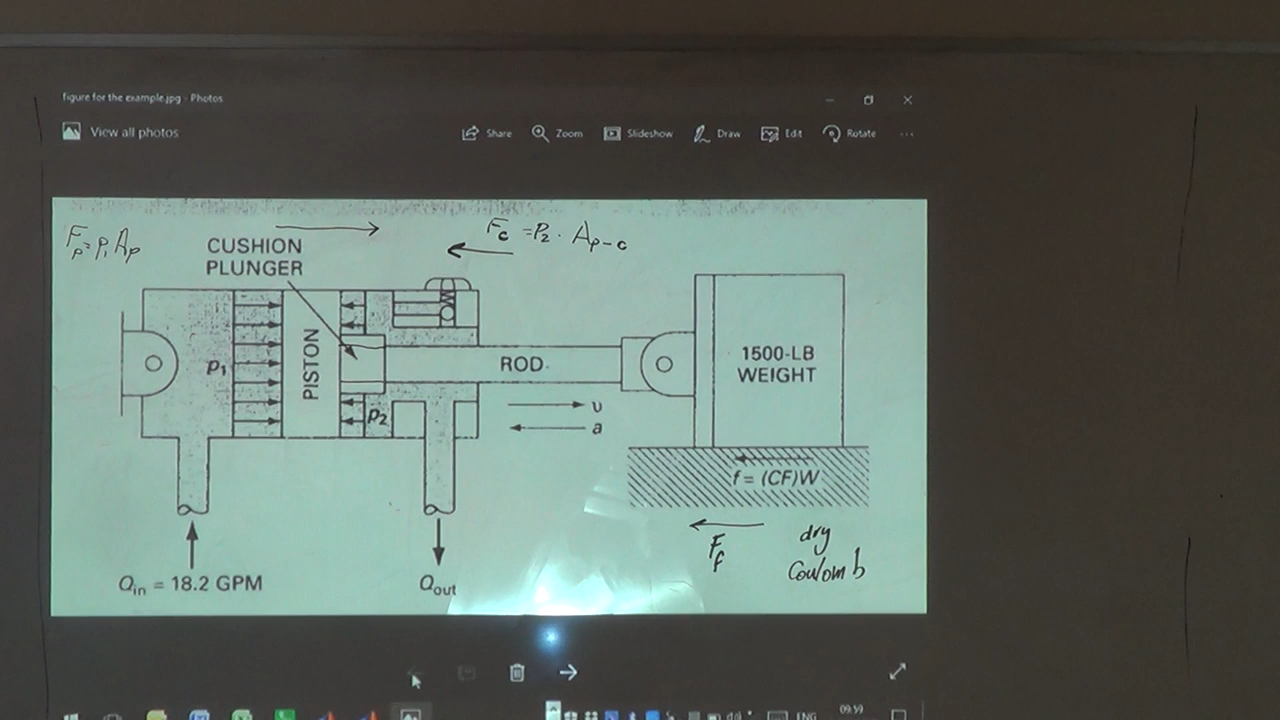 figure for the example.jpg - Photos
View all photos
Share
Zoom
Slideshow
Draw
Edit
Rotate
Fp = P1 Ap
Fc = P2 · Ap-c
CUSHION
PLUNGER
p1
PISTON
p2
ROD
υ
a
1500-LB
WEIGHT
f = (CF)W
Ff
dry
Coulomb
Qin = 18.2 GPM
Qout
ENG
09:59